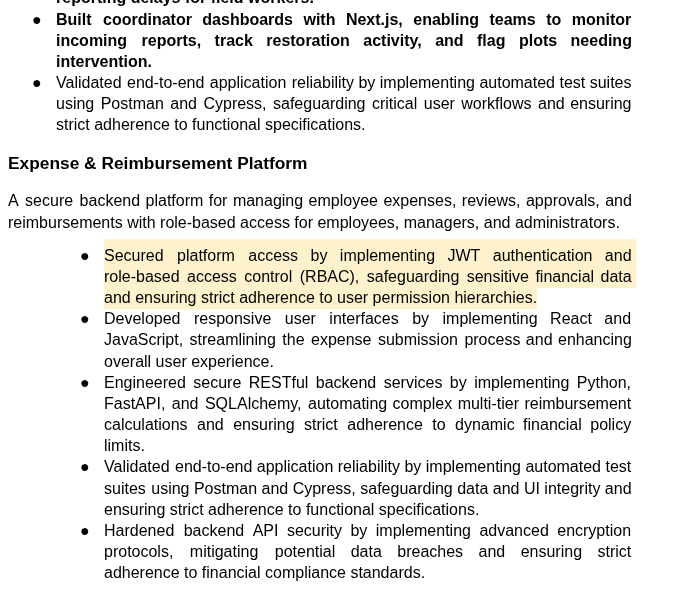 reporting delays for field workers.
● Built coordinator dashboards with Next.js, enabling teams to monitor
incoming reports, track restoration activity, and flag plots needing
intervention.
● Validated end-to-end application reliability by implementing automated test suites
using Postman and Cypress, safeguarding critical user workflows and ensuring
strict adherence to functional specifications.
Expense & Reimbursement Platform
A secure backend platform for managing employee expenses, reviews, approvals, and
reimbursements with role-based access for employees, managers, and administrators.
● Secured platform access by implementing JWT authentication and
role-based access control (RBAC), safeguarding sensitive financial data
and ensuring strict adherence to user permission hierarchies.
● Developed responsive user interfaces by implementing React and
JavaScript, streamlining the expense submission process and enhancing
overall user experience.
● Engineered secure RESTful backend services by implementing Python,
FastAPI, and SQLAlchemy, automating complex multi-tier reimbursement
calculations and ensuring strict adherence to dynamic financial policy
limits.
● Validated end-to-end application reliability by implementing automated test
suites using Postman and Cypress, safeguarding data and UI integrity and
ensuring strict adherence to functional specifications.
● Hardened backend API security by implementing advanced encryption
protocols, mitigating potential data breaches and ensuring strict
adherence to financial compliance standards.